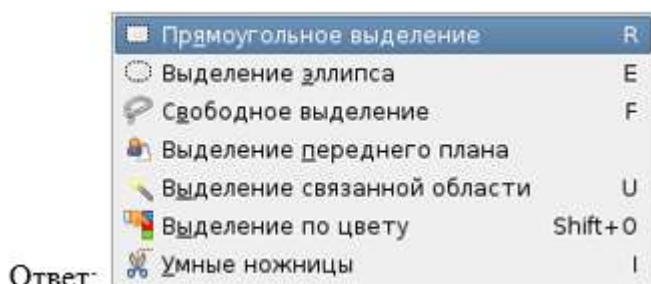 Прямоугольное выделение R
Выделение эллипса E
Свободное выделение F
Выделение переднего плана
Выделение связанной области U
Выделение по цвету Shift+O
Умные ножницы I
Ответ: